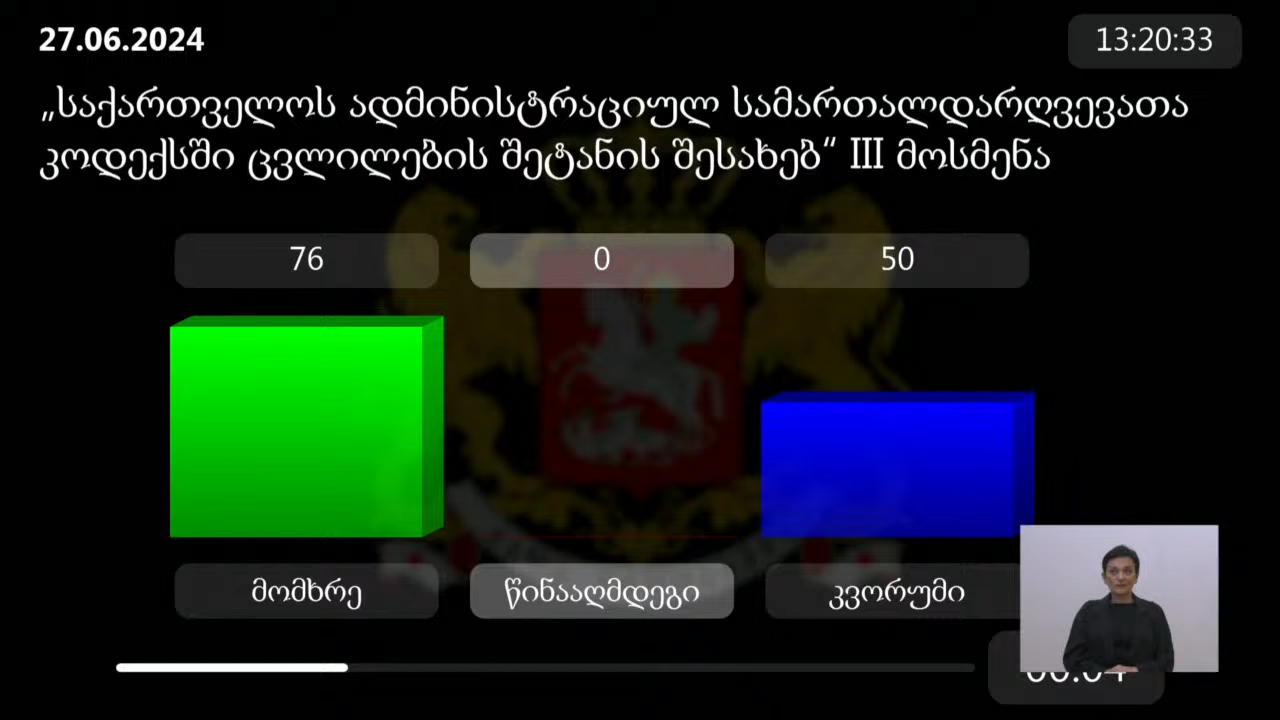 27.06.2024
13:20:33
„საქართველოს ადმინისტრაციულ სამართალდარღვევათა
კოდექსში ცვლილების შეტანის შესახებ“ III მოსმენა
76
0
50
მომხრე
წინააღმდეგი
კვორუმი